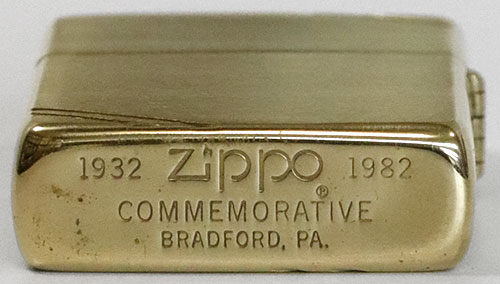 1932 Zippo® 1982
COMMEMORATIVE
BRADFORD, PA.